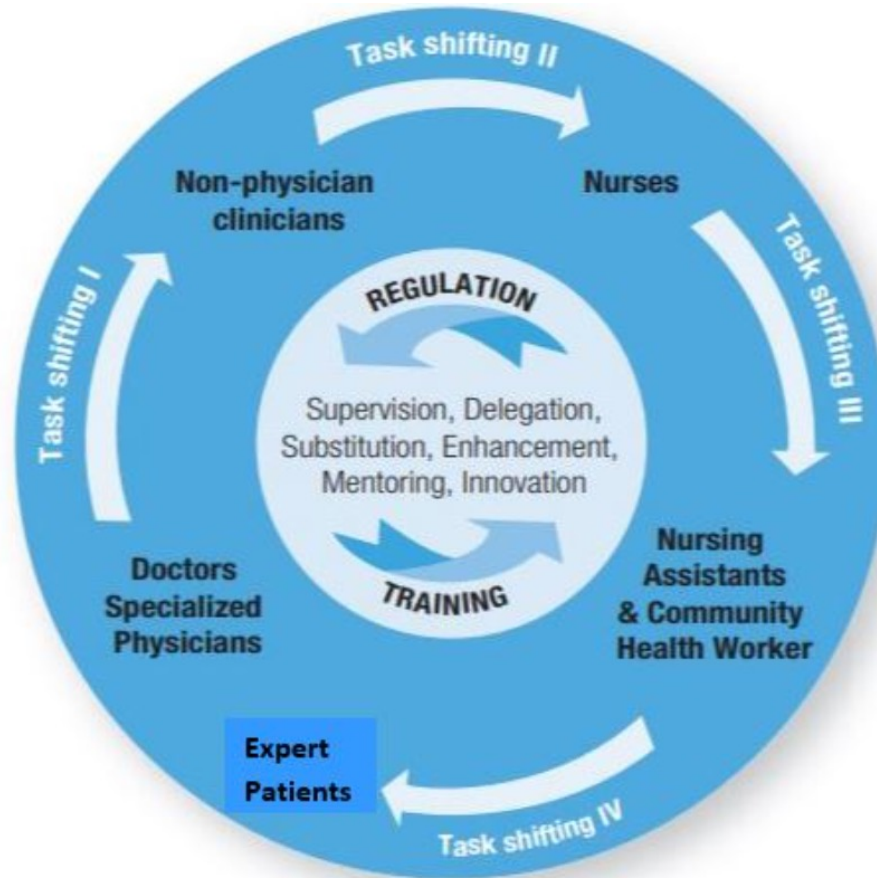 Task shifting II
Non-physician
clinicians
Nurses
Task shifting I
Task shifting III
REGULATION
Supervision, Delegation,
Substitution, Enhancement,
Mentoring, Innovation
TRAINING
Doctors
Specialized
Physicians
Nursing
Assistants
& Community
Health Worker
Expert
Patients
Task shifting IV